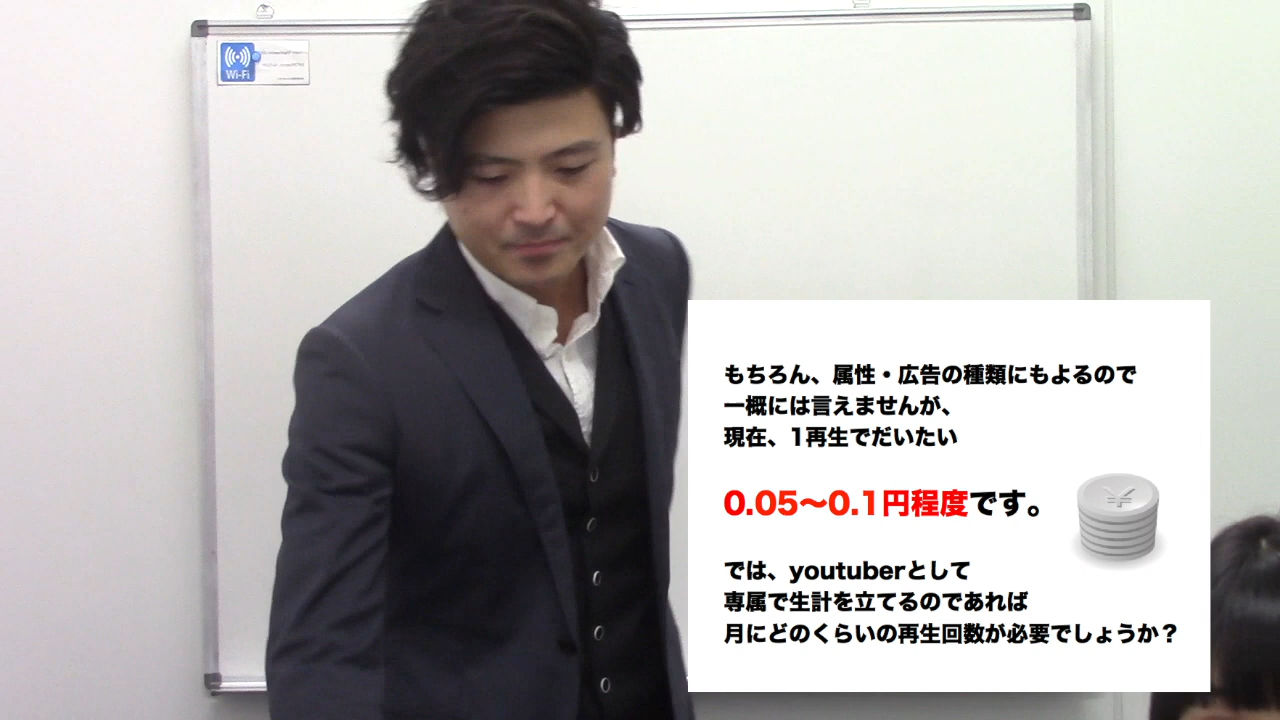 Wi-Fi
もちろん、属性・広告の種類にもよるので
一概には言えませんが、
現在、1再生でだいたい
0.05〜0.1円程度です。
では、youtuberとして
専属で生計を立てるのであれば
月にどのくらいの再生回数が必要でしょうか？